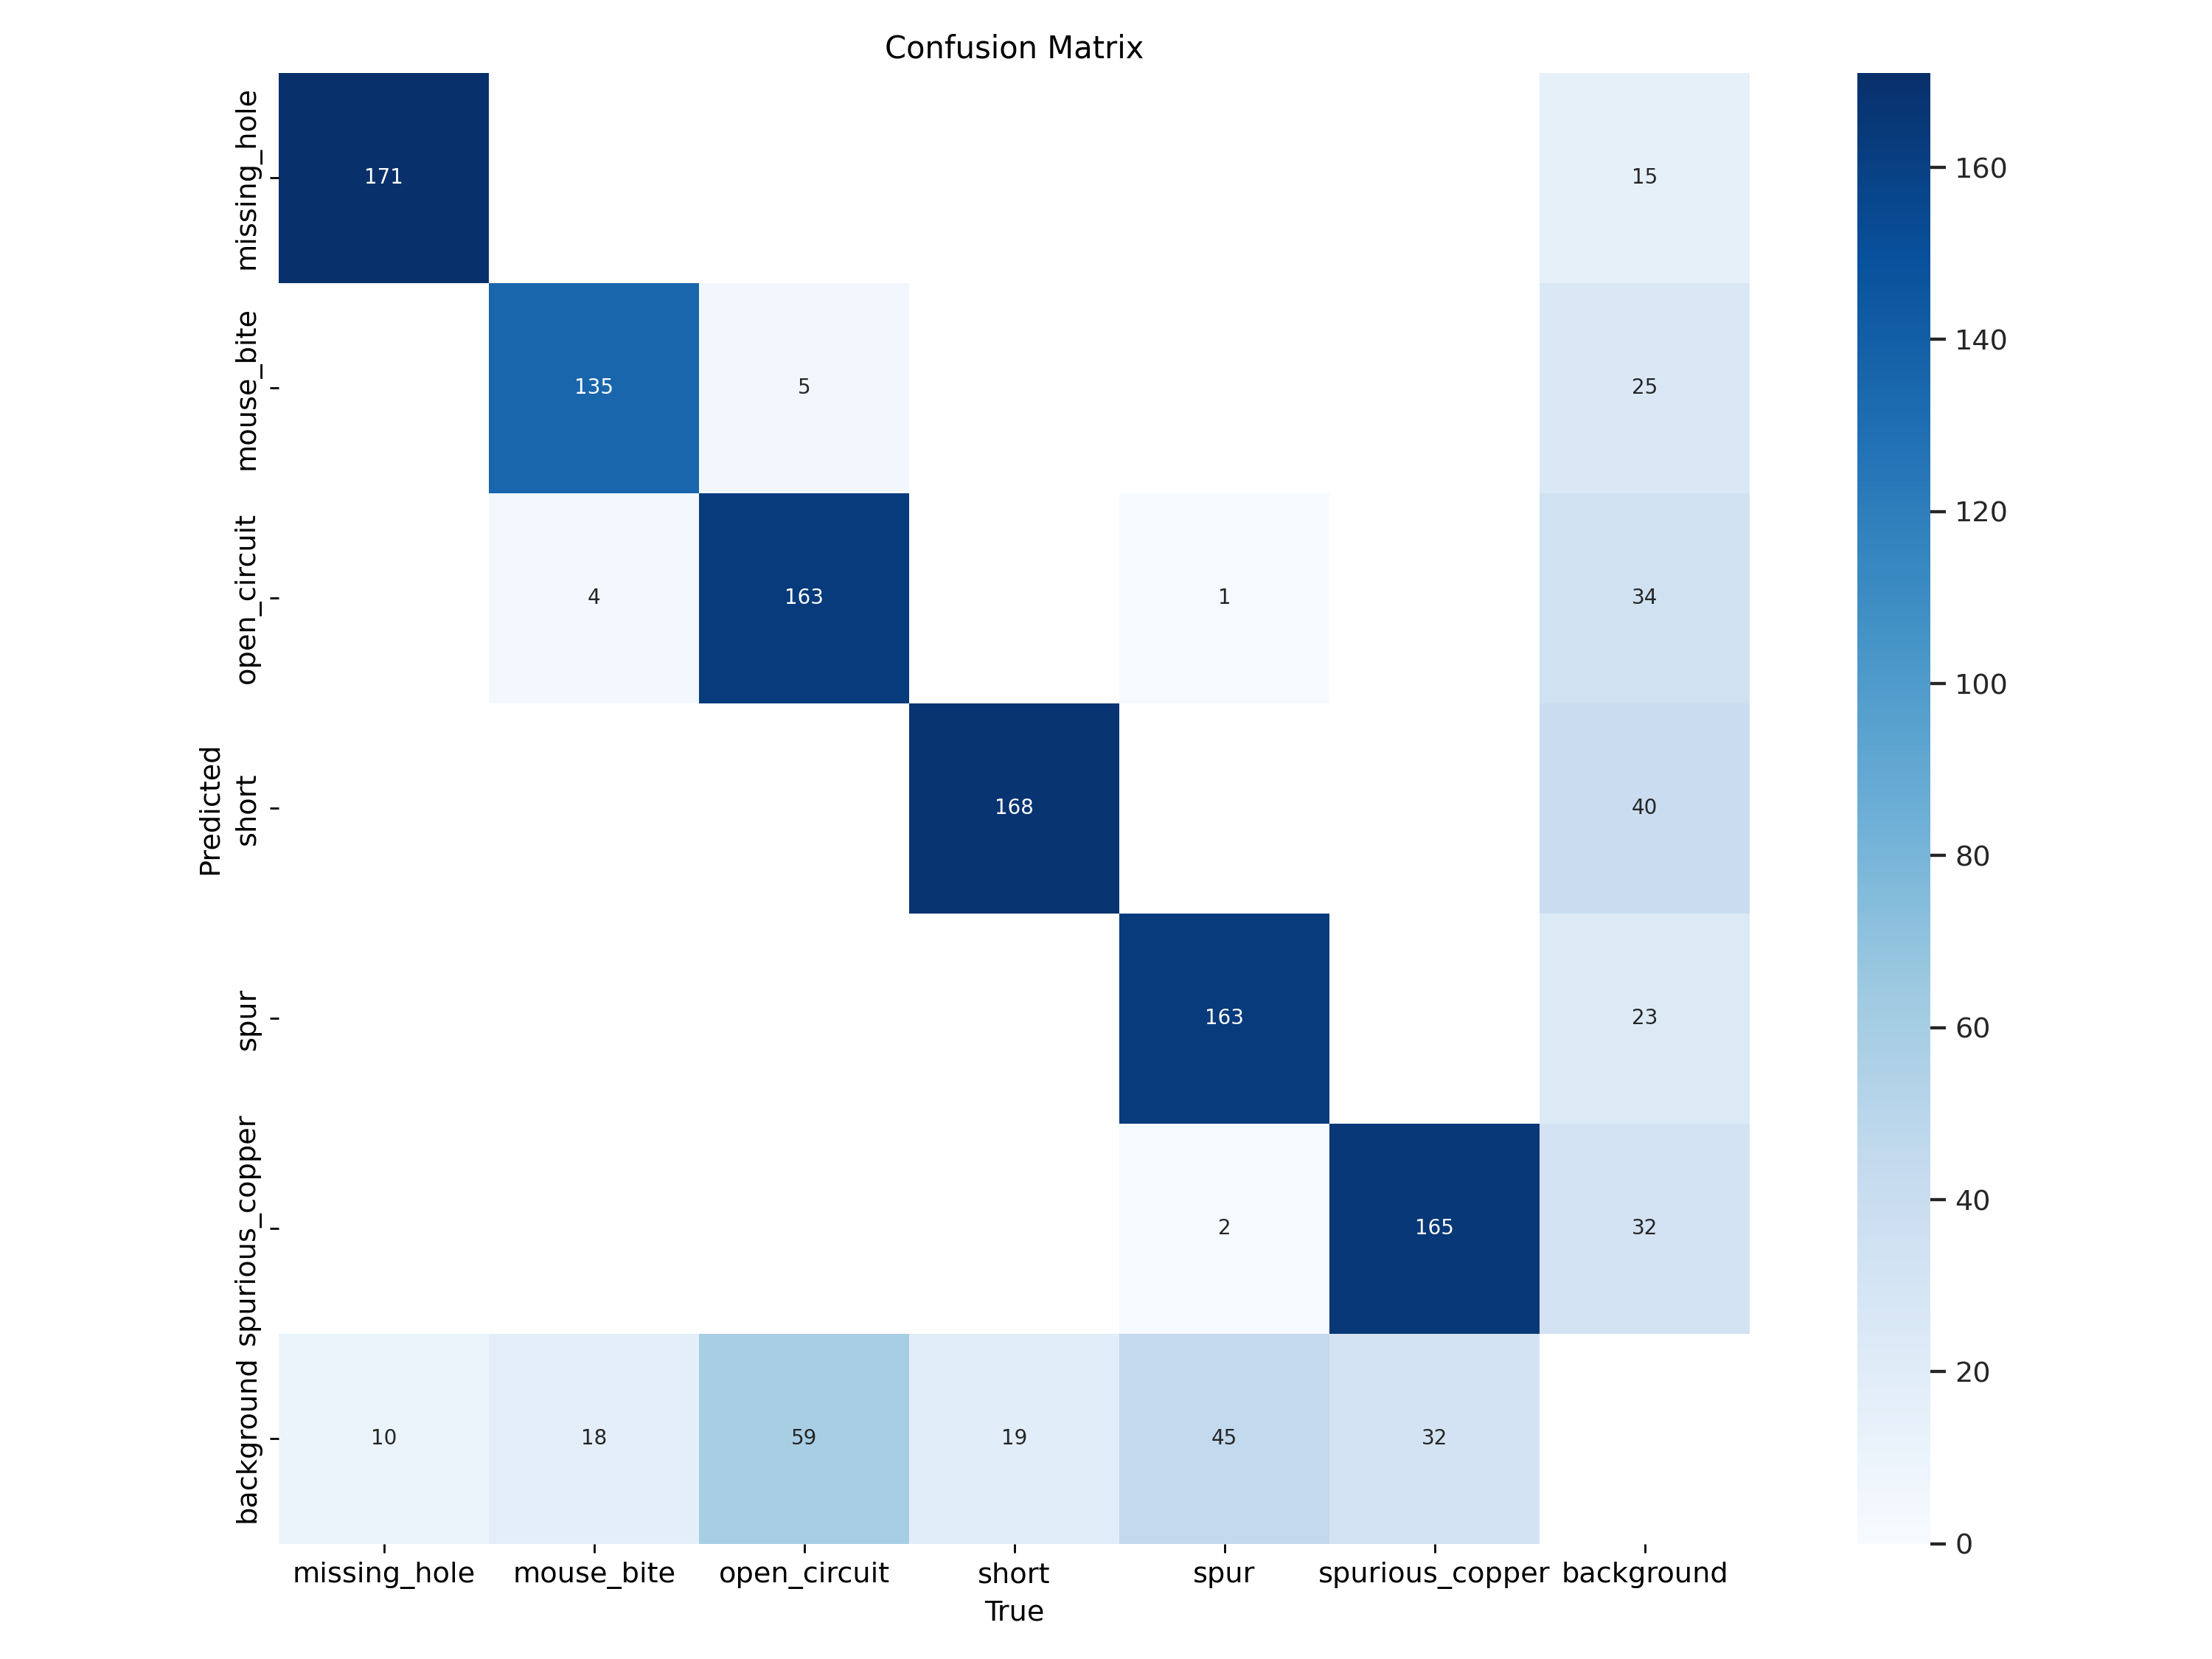 Confusion Matrix
Predicted
missing_hole
171
15
mouse_bite
135
5
25
open_circuit
4
163
1
34
short
168
40
spur
163
23
spurious_copper
2
165
32
background
10
18
59
19
45
32
missing_hole mouse_bite open_circuit short spur spurious_copper background
True
160
140
120
100
80
60
40
20
0